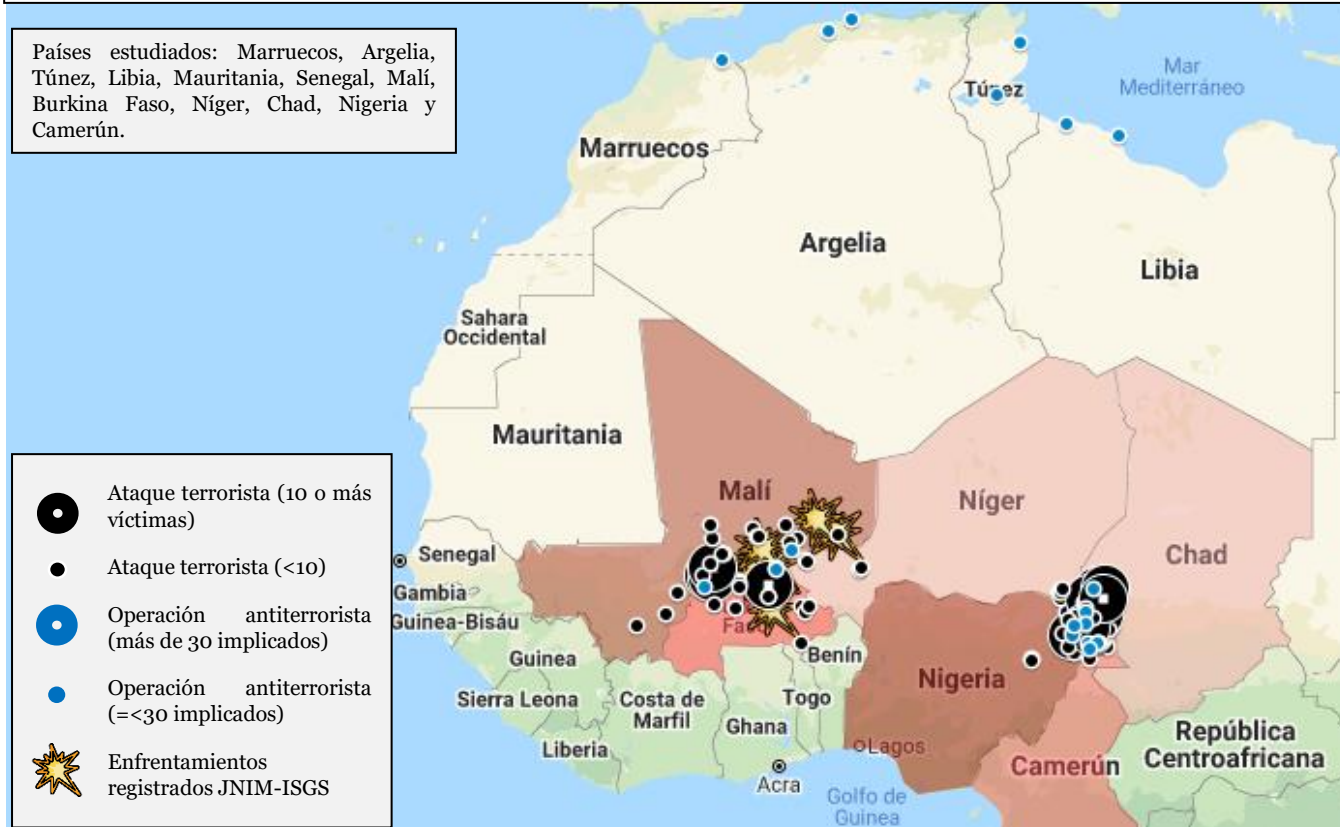 Países estudiados: Marruecos, Argelia,
Túnez, Libia, Mauritania, Senegal, Malí,
Burkina Faso, Níger, Chad, Nigeria y
Camerún.
Mar
Mediterráneo
Túnez
Marruecos
Argelia
Libia
Sahara
Occidental
Mauritania
Malí
Níger
Chad
Senegal
Gambia
Guinea-Bisáu
Faso
Guinea
Benín
Nigeria
Sierra Leona
Costa de
Marfil
Togo
Ghana
Liberia
Lagos
República
Centroafricana
Camerún
Acra
Golfo de
Guinea
Ataque terrorista (10 o más
víctimas)
Ataque terrorista (<10)
Operación antiterrorista
(más de 30 implicados)
Operación antiterrorista
(=<30 implicados)
Enfrentamientos
registrados JNIM-ISGS